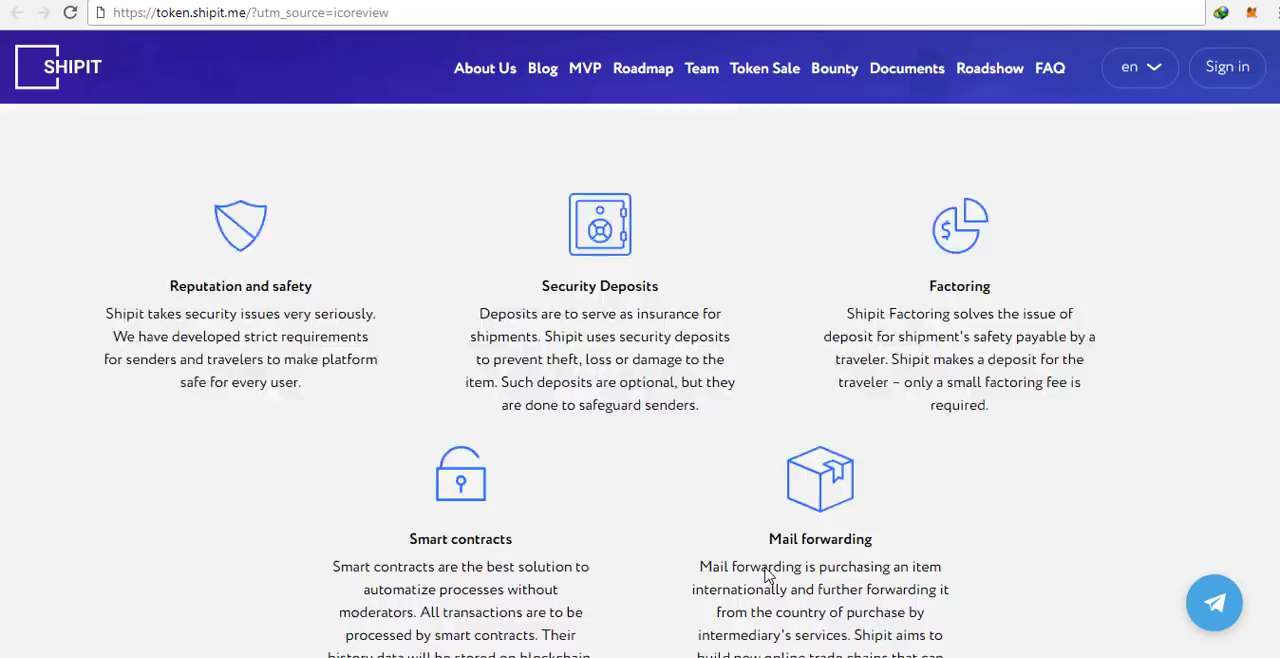 https://token.shipit.me/?utm_source=icoreview
SHIPIT
About Us Blog MVP Roadmap Team Token Sale Bounty Documents Roadshow FAQ
en
Sign in
Reputation and safety
Shipit takes security issues very seriously.
We have developed strict requirements
for senders and travelers to make platform
safe for every user.
Security Deposits
Deposits are to serve as insurance for
shipments. Shipit uses security deposits
to prevent theft, loss or damage to the
item. Such deposits are optional, but they
are done to safeguard senders.
$
Factoring
Shipit Factoring solves the issue of
deposit for shipment's safety payable by a
traveler. Shipit makes a deposit for the
traveler – only a small factoring fee is
required.
Smart contracts
Smart contracts are the best solution to
automatize processes without
moderators. All transactions are to be
processed by smart contracts. Their
history data will be stored on blockchain
Mail forwarding
Mail forwarding is purchasing an item
internationally and further forwarding it
from the country of purchase by
intermediary's services. Shipit aims to
build new online trade chains that can